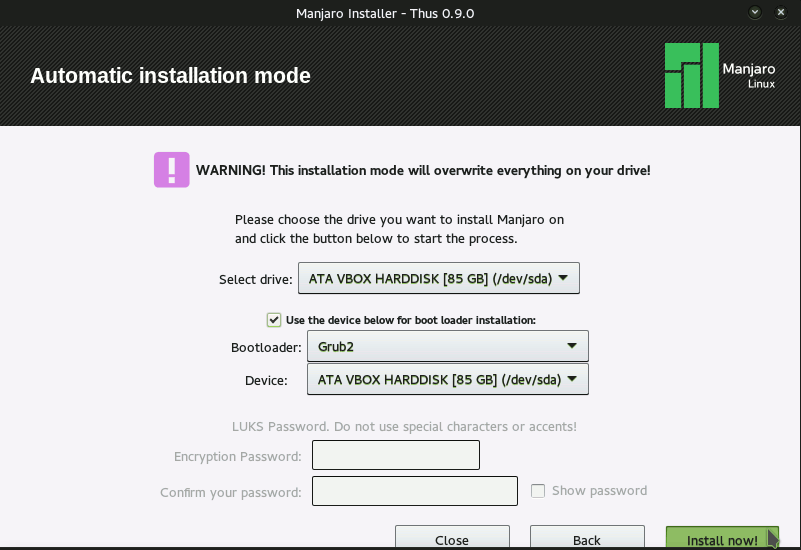 Manjaro Installer - Thus 0.9.0
Automatic installation mode
Manjaro
Linux
WARNING! This installation mode will overwrite everything on your drive!
Please choose the drive you want to install Manjaro on
and click the button below to start the process.
Select drive: ATA VBOX HARDDISK [85 GB] (/dev/sda)
Use the device below for boot loader installation:
Bootloader: Grub2
Device: ATA VBOX HARDDISK [85 GB] (/dev/sda)
LUKS Password. Do not use special characters or accents!
Encryption Password:
Confirm your password: Show password
Close Back Install now!